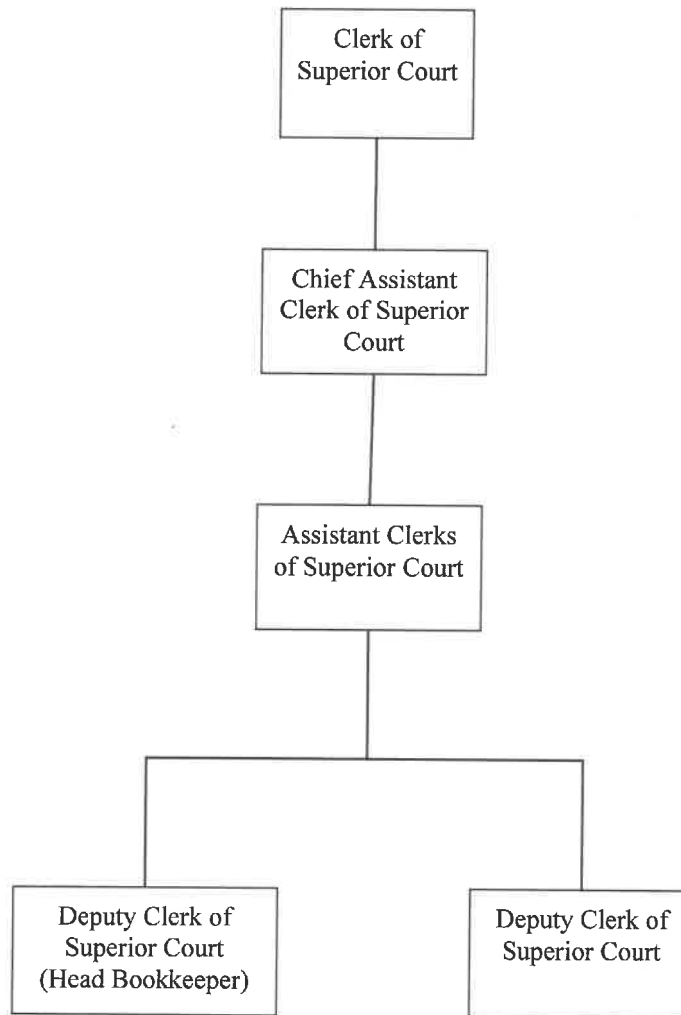 Clerk of
Superior Court
Chief Assistant
Clerk of Superior
Court
Assistant Clerks
of Superior Court
Deputy Clerk of
Superior Court
(Head Bookkeeper)
Deputy Clerk of
Superior Court